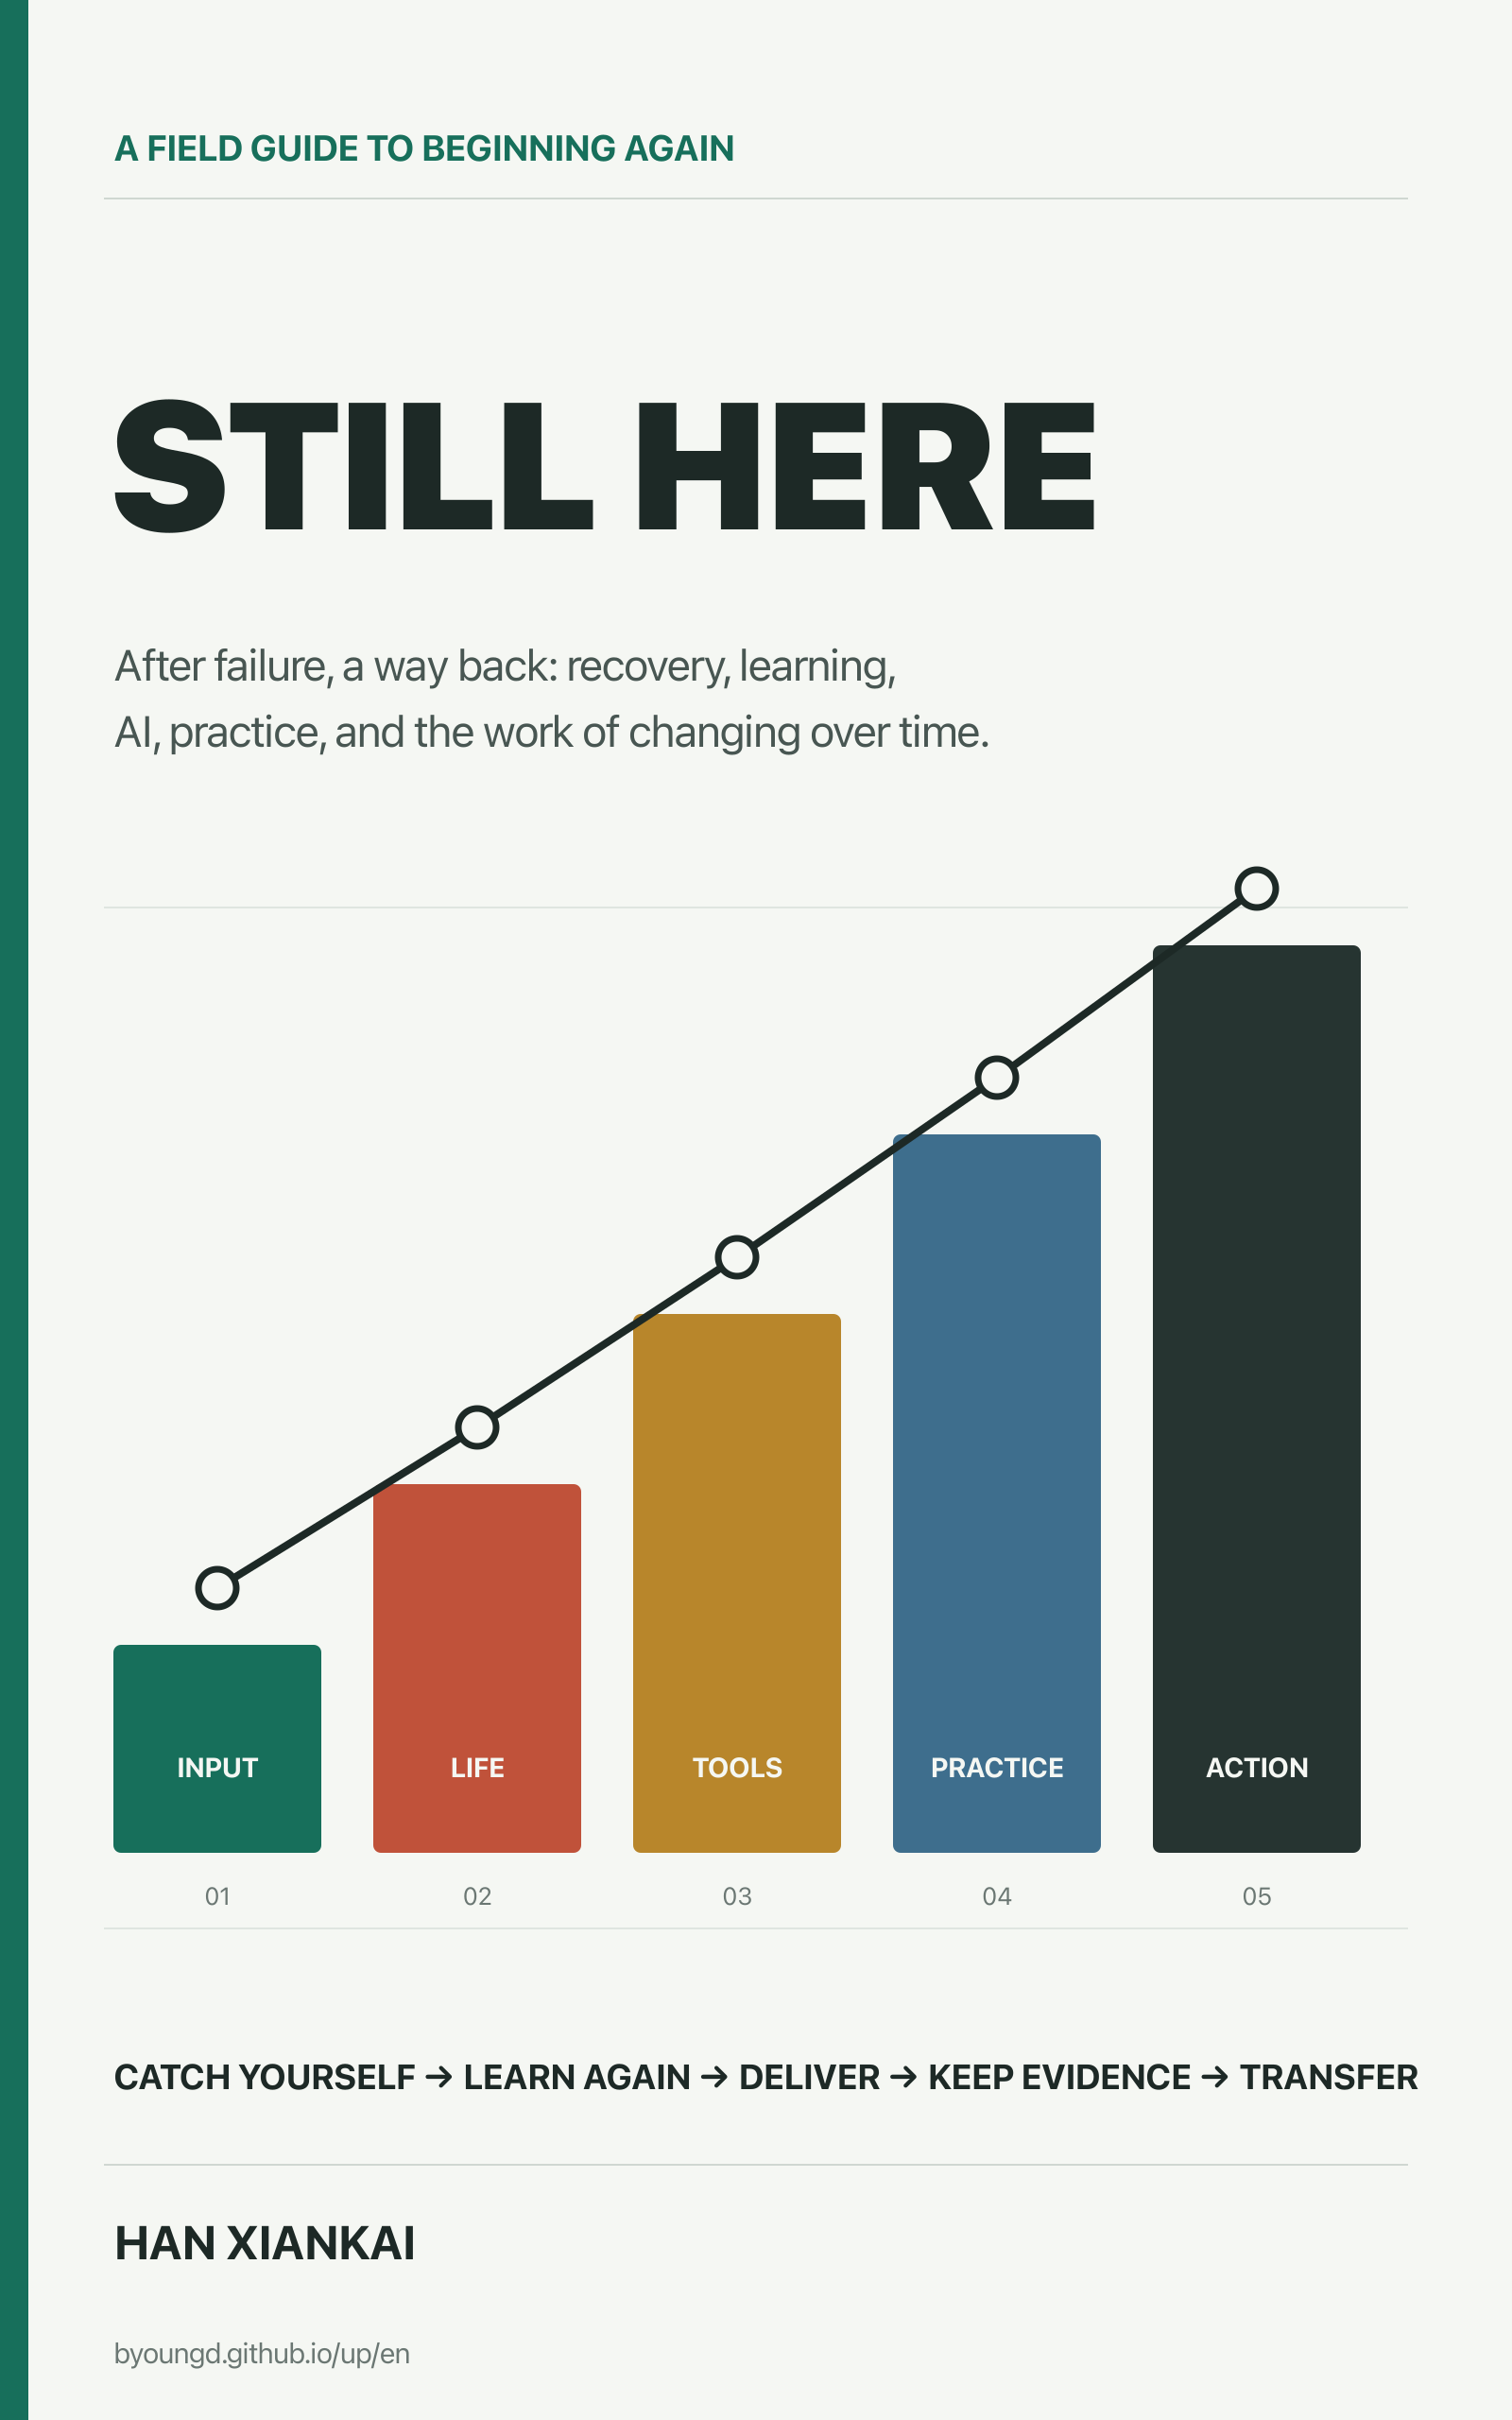 A FIELD GUIDE TO BEGINNING AGAIN
STILL HERE
After failure, a way back: recovery, learning,
AI, practice, and the work of changing over time.
INPUT
LIFE
TOOLS
PRACTICE
ACTION
01
02
03
04
05
CATCH YOURSELF → LEARN AGAIN → DELIVER → KEEP EVIDENCE → TRANSFER
HAN XIANKAI
byoungd.github.io/up/en